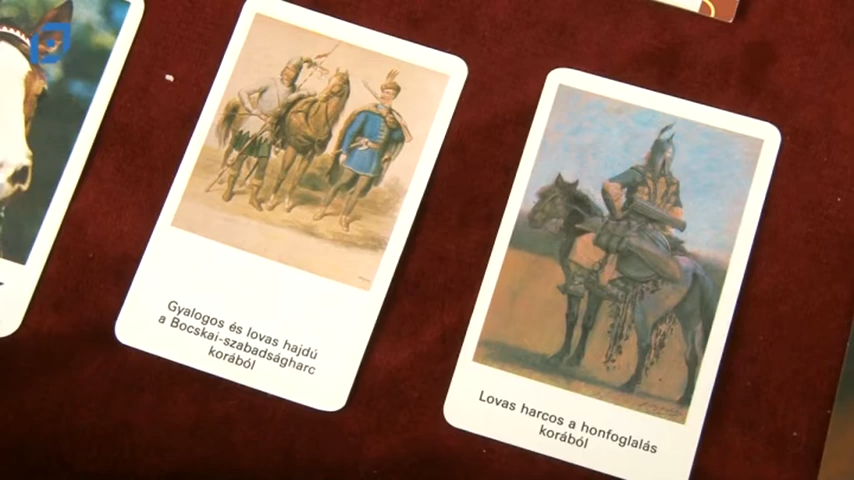 Gyalogos és lovas hajdú
a Bocskai-szabadságharc
korából
Lovas harcos a honfoglalás
korából